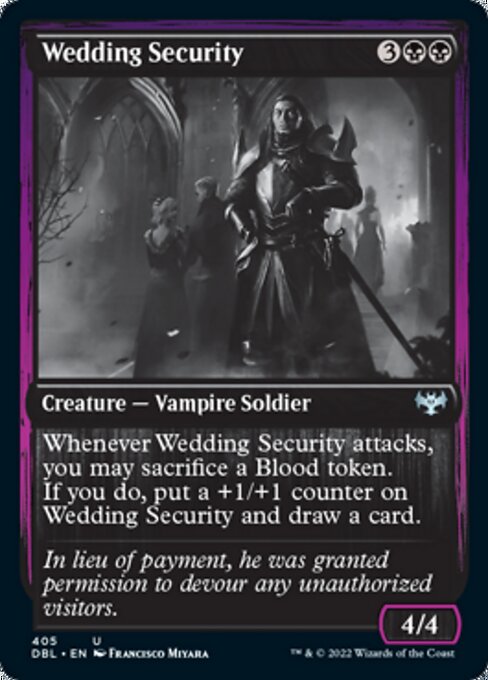 Wedding Security 3
Creature — Vampire Soldier
Whenever Wedding Security attacks,
you may sacrifice a Blood token.
If you do, put a +1/+1 counter on
Wedding Security and draw a card.
In lieu of payment, he was granted
permission to devour any unauthorized
visitors.
4/4
405 U
DBL • EN Francisco Miyara
™ & © 2022 Wizards of the Coast